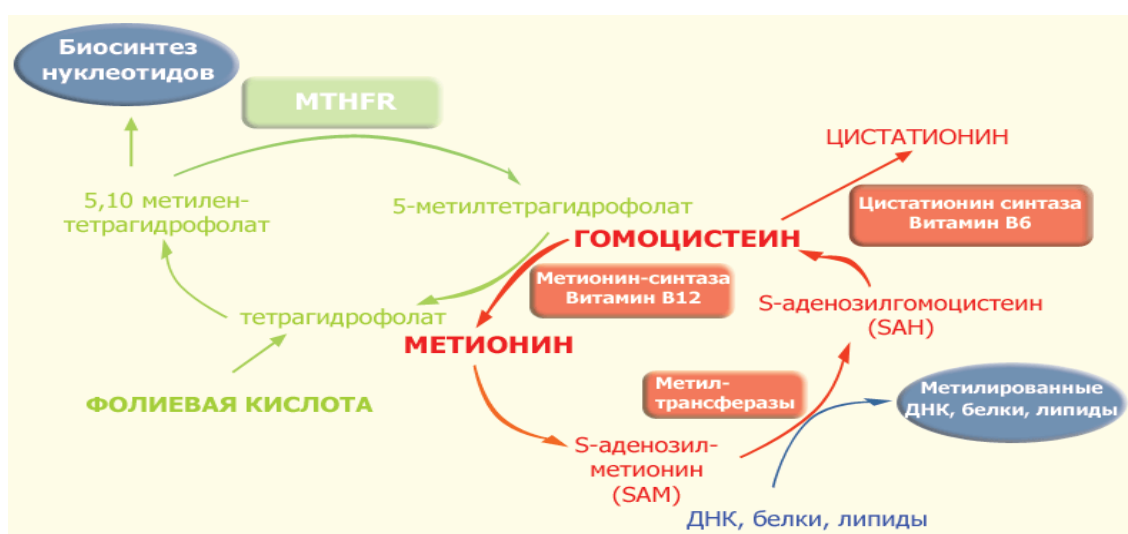 Биосинтез
нуклеотидов
MTHFR
ЦИСТАТИОНИН
5,10 метилен-
тетрагидрофолат
5-метилтетрагидрофолат
Цистатионин синтаза
Витамин В6
ГОМОЦИСТЕИН
Метионин-синтаза
Витамин В12
S-аденозилгомоцистеин
(SAH)
тетрагидрофолат
МЕТИОНИН
Метил-
трансферазы
Метилированные
ДНК, белки, липиды
ФОЛИЕВАЯ КИСЛОТА
S-аденозил-
метионин
(SAM)
ДНК, белки, липиды